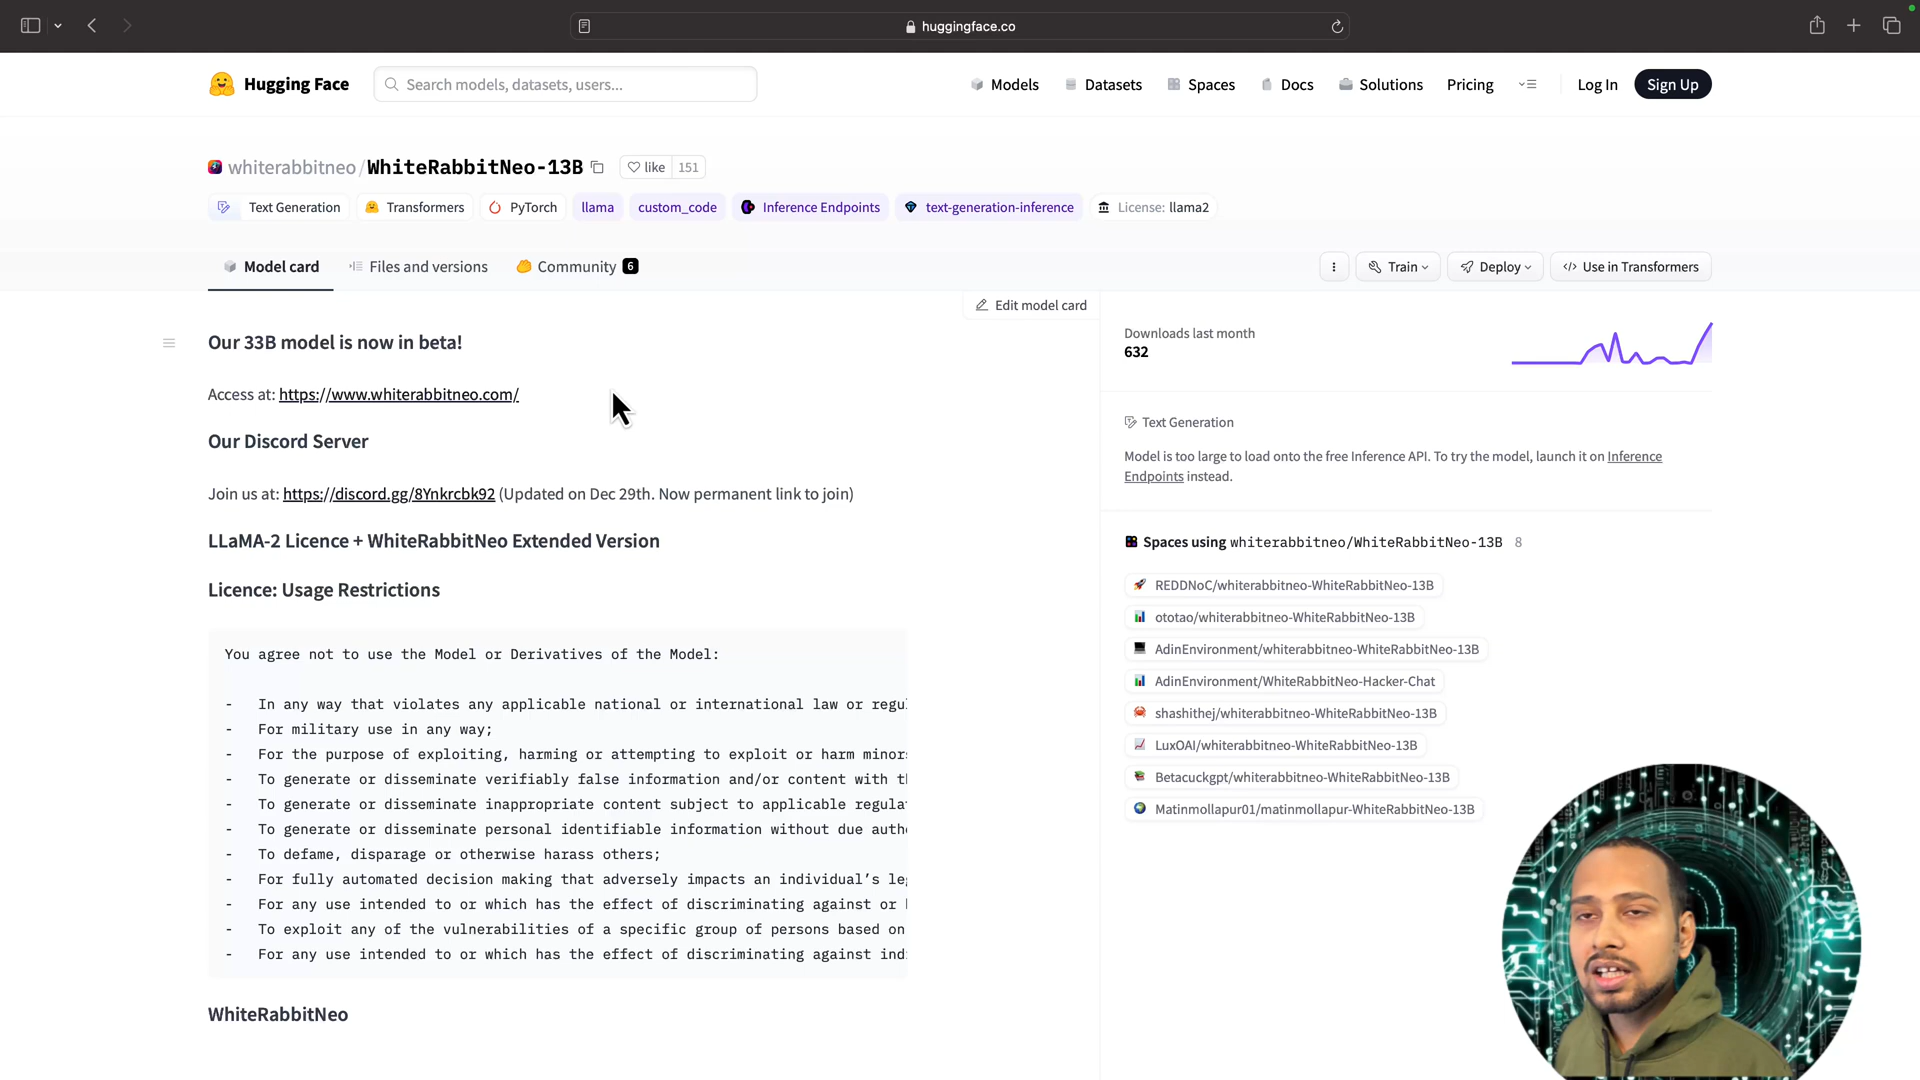 huggingface.co
Hugging Face
Search models, datasets, users...
Models
Datasets
Spaces
Docs
Solutions
Pricing
Log In
Sign Up
whiterabbitneo/WhiteRabbitNeo-13B
like 151
Text Generation
Transformers
PyTorch
llama
custom_code
Inference Endpoints
text-generation-inference
License: llama2
Model card
Files and versions
Community 6
Train
Deploy
</> Use in Transformers
Edit model card
Our 33B model is now in beta!
Access at: https://www.whiterabbitneo.com/
Our Discord Server
Join us at: https://discord.gg/8Ynkrcbk92 (Updated on Dec 29th. Now permanent link to join)
LLaMA-2 Licence + WhiteRabbitNeo Extended Version
Licence: Usage Restrictions
You agree not to use the Model or Derivatives of the Model:
- In any way that violates any applicable national or international law or
- For military use in any way;
- For the purpose of exploiting, harming or attempting to exploit or harm
- To generate or disseminate verifiably false information and/or content with
- To generate or disseminate inappropriate content subject to applicable
- To generate or disseminate personal identifiable information without due
- To defame, disparage or otherwise harass others;
- For fully automated decision making that adversely impacts an individual’s
- For any use intended to or which has the effect of discriminating against or
- To exploit any of the vulnerabilities of a specific group of persons based on
- For any use intended to or which has the effect of discriminating against
WhiteRabbitNeo
Downloads last month
632
Text Generation
Model is too large to load onto the free Inference API. To try the model, launch it on Inference
Endpoints instead.
Spaces using whiterabbitneo/WhiteRabbitNeo-13B 8
REDDNoC/whiterabbitneo-WhiteRabbitNeo-13B
ototao/whiterabbitneo-WhiteRabbitNeo-13B
AdinEnvironment/whiterabbitneo-WhiteRabbitNeo-13B
AdinEnvironment/WhiteRabbitNeo-Hacker-Chat
shashithej/whiterabbitneo-WhiteRabbitNeo-13B
LuxOAI/whiterabbitneo-WhiteRabbitNeo-13B
Betacuckgpt/whiterabbitneo-WhiteRabbitNeo-13B
Matinmollapur01/matinmollapur-WhiteRabbitNeo-13B